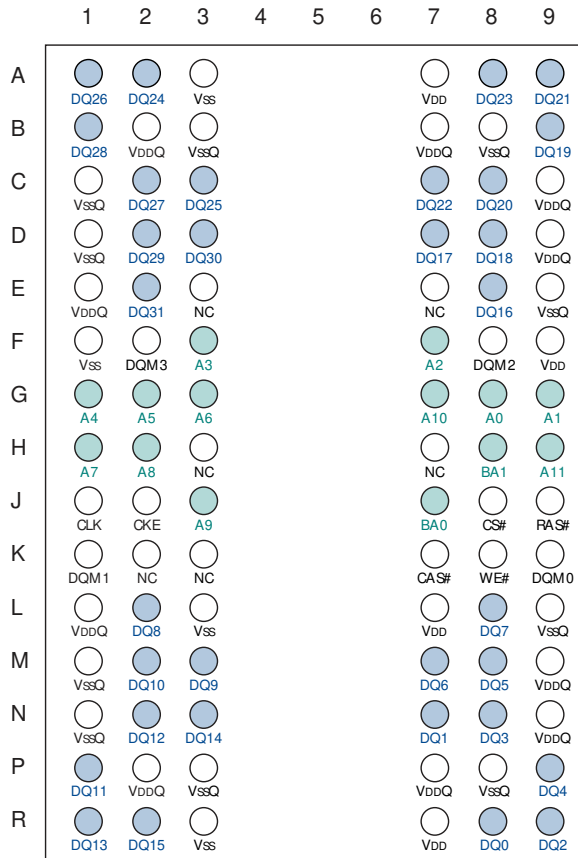 1 2 3 4 5 6 7 8 9
A
DQ26 DQ24 VSS VDD DQ23 DQ21
B
DQ28 VDDQ VSSQ VDDQ VSSQ DQ19
C
VSSQ DQ27 DQ25 DQ22 DQ20 VDDQ
D
VSSQ DQ29 DQ30 DQ17 DQ18 VDDQ
E
VDDQ DQ31 NC NC DQ16 VSSQ
F
VSS DQM3 A3 A2 DQM2 VDD
G
A4 A5 A6 A10 A0 A1
H
A7 A8 NC NC BA1 A11
J
CLK CKE A9 BA0 CS# RAS#
K
DQM1 NC NC CAS# WE# DQM0
L
VDDQ DQ8 VSS VDD DQ7 VSSQ
M
VSSQ DQ10 DQ9 DQ6 DQ5 VDDQ
N
VSSQ DQ12 DQ14 DQ1 DQ3 VDDQ
P
DQ11 VDDQ VSSQ VDDQ VSSQ DQ4
R
DQ13 DQ15 VSS VDD DQ0 DQ2